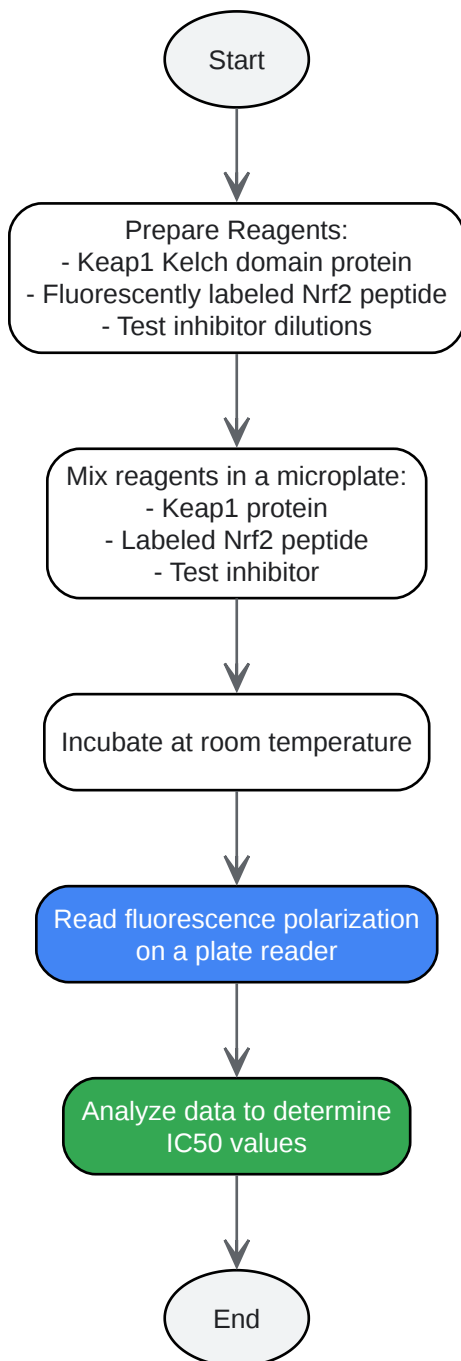 Start
Prepare Reagents:
- Keap1 Kelch domain protein
- Fluorescently labeled Nrf2 peptide
- Test inhibitor dilutions
Mix reagents in a microplate:
- Keap1 protein
- Labeled Nrf2 peptide
- Test inhibitor
Incubate at room temperature
Read fluorescence polarization
on a plate reader
Analyze data to determine
IC50 values
End